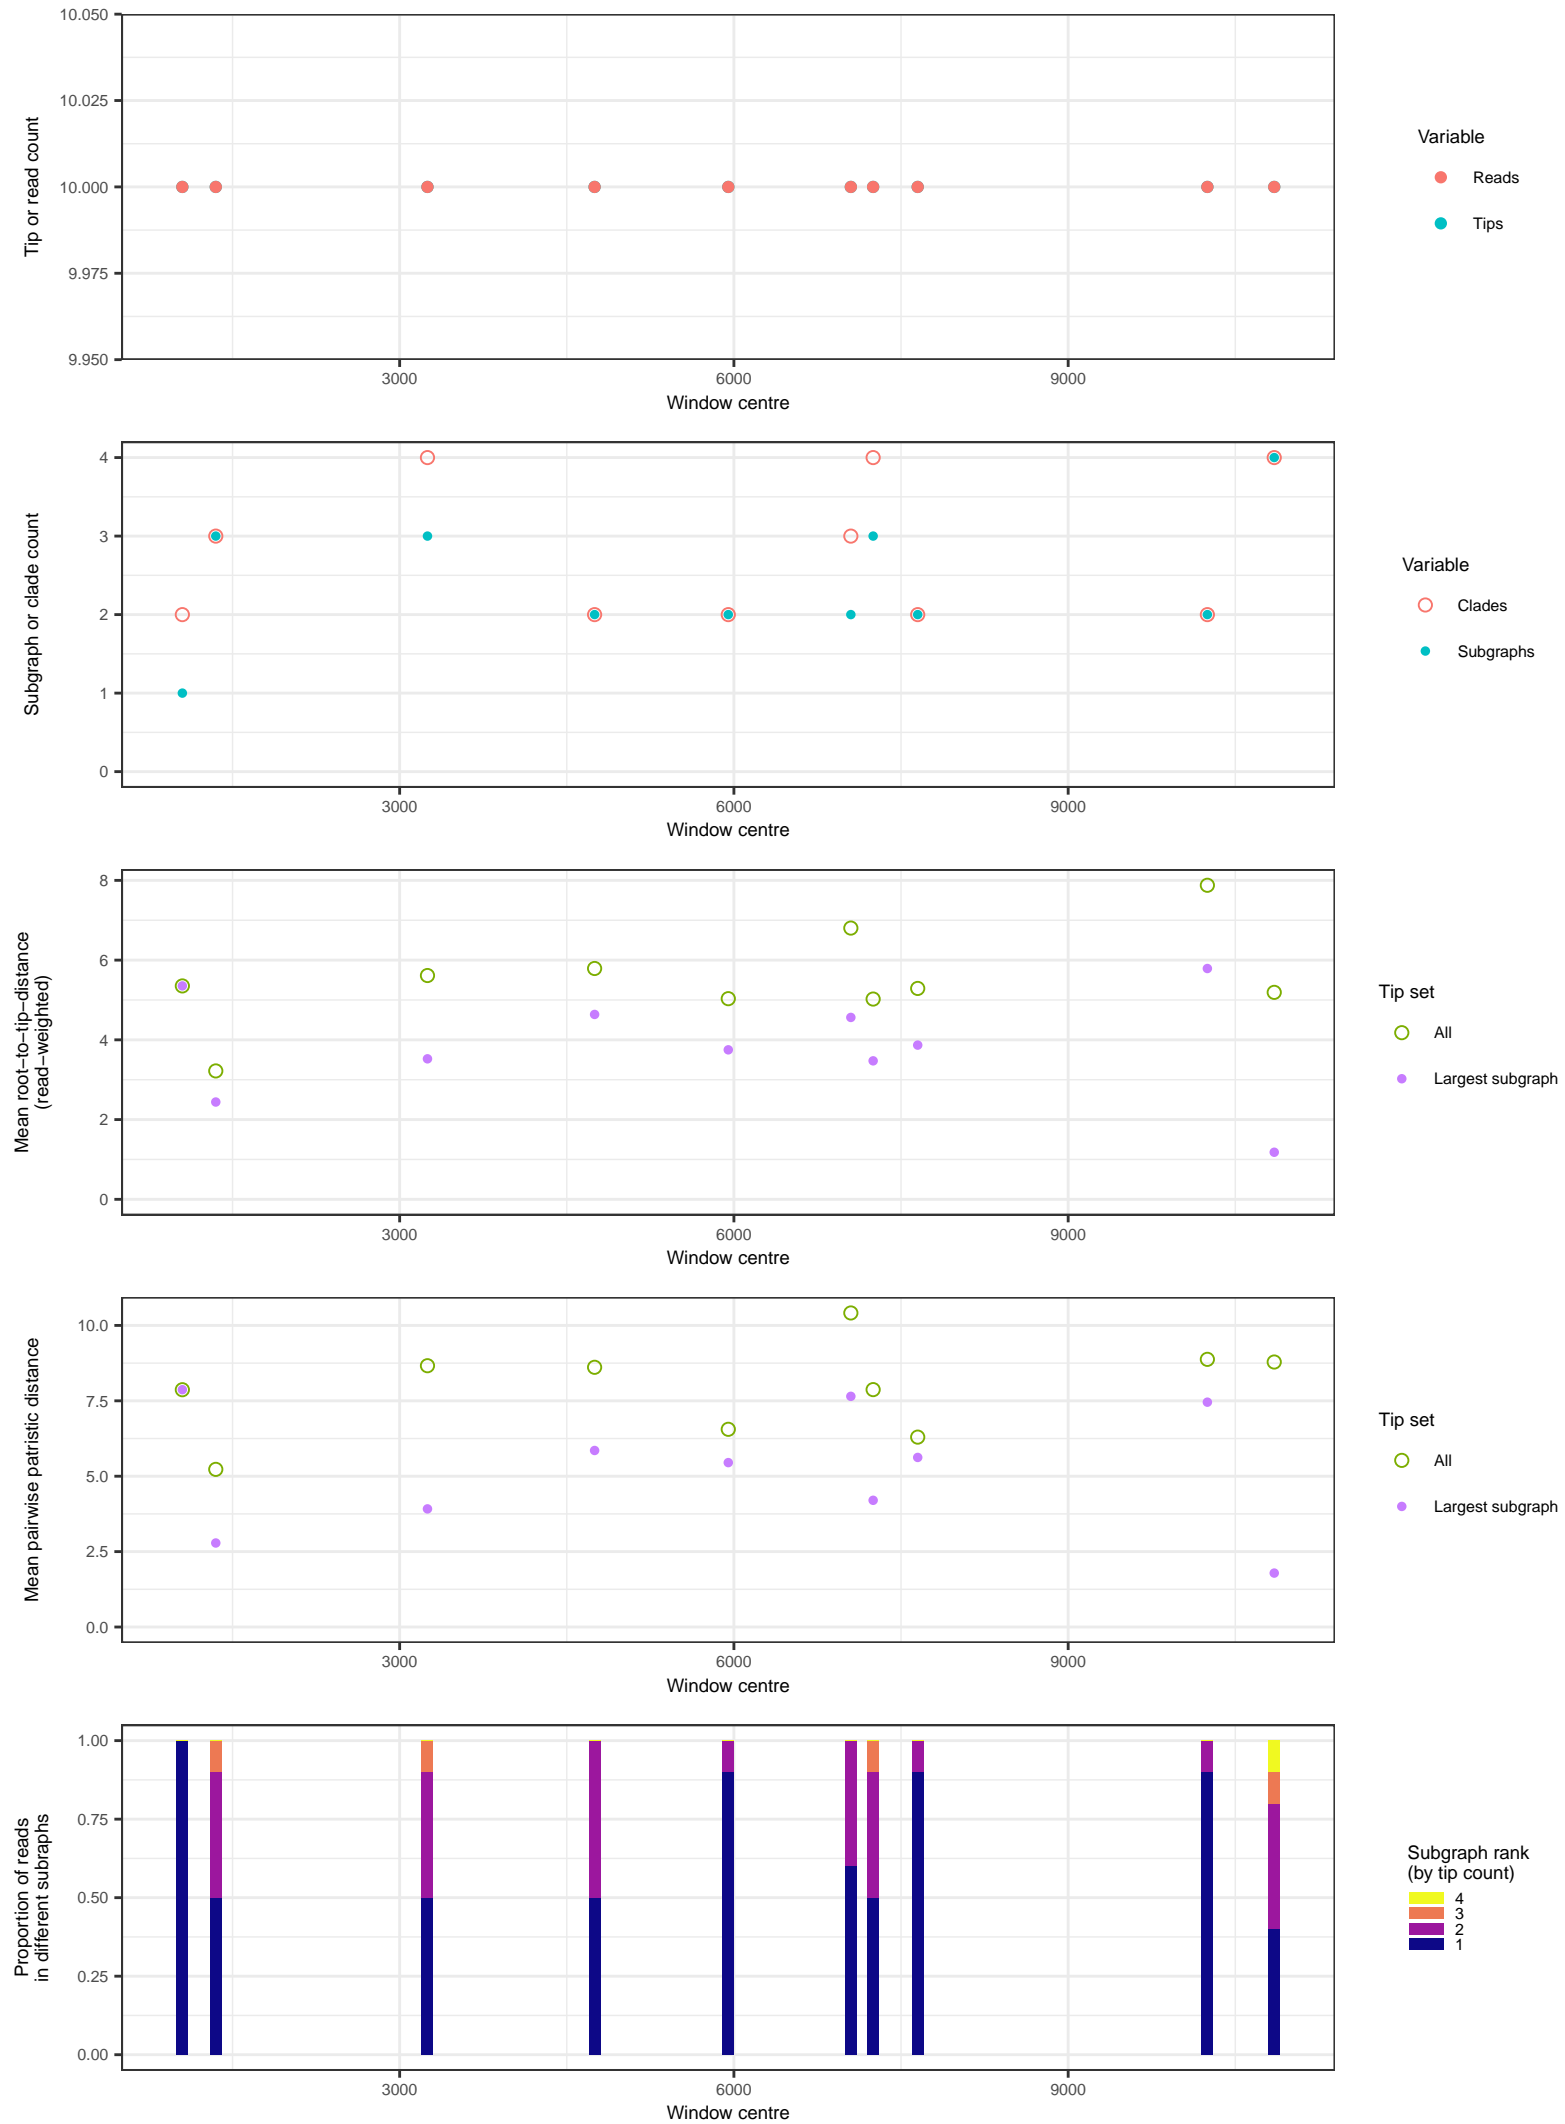 10.050
10.025
10.000
9.975
9.950
Tip or read count
3000
6000
9000
Window centre
Variable
Reads
Tips
4
3
2
1
0
Subgraph or clade count
3000
6000
9000
Window centre
Variable
Clades
Subgraphs
8
6
4
2
0
Mean root−to−tip−distance
(read−weighted)
3000
6000
9000
Window centre
Tip set
All
Largest subgraph
10.0
7.5
5.0
2.5
0.0
Mean pairwise patristic distance
3000
6000
9000
Window centre
Tip set
All
Largest subgraph
1.00
0.75
0.50
0.25
0.00
Proportion of reads
in different subraphs
3000
6000
9000
Window centre
Subgraph rank
(by tip count)
4
3
2
1